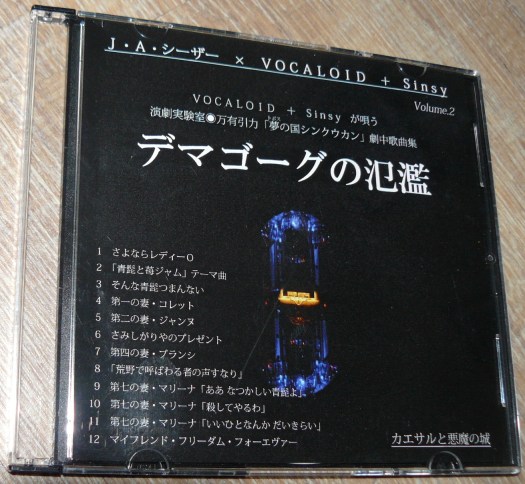 J・A・シーザー × VOCALOID + Sinsy
Volume.2
VOCALOID + Sinsy が唄う
演劇実験室◉万有引力「夢の国シンクウカン」劇中歌曲集
デマゴーグの氾濫
1 さよならレディーO
2 「青髭と苺ジャム」テーマ曲
3 そんな青髭つまんない
4 第一の妻・コレット
5 第二の妻・ジャンヌ
6 さみしがりやのプレゼント
7 第四の妻・ブランシ
8 「荒野で呼ばわる者の声すなり」
9 第七の妻・マリーナ「ああ なつかしい青髭よ」
10 第七の妻・マリーナ「殺してやるわ」
11 第七の妻・マリーナ「いいひとなんか だいきらい」
12 マイフレンド・フリーダム・フォーエヴァー
カエサルと悪魔の城